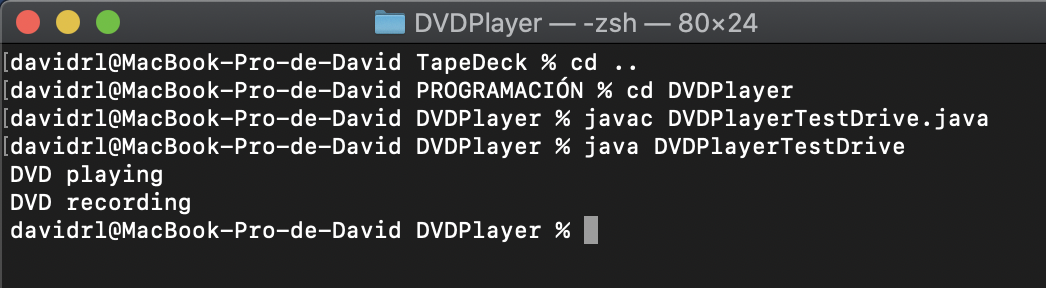 DVDPlayer — -zsh — 80×24
[davidrl@MacBook-Pro-de-David TapeDeck % cd ..
[davidrl@MacBook-Pro-de-David PROGRAMACIÓN % cd DVDPlayer
[davidrl@MacBook-Pro-de-David DVDPlayer % javac DVDPlayerTestDrive.java
[davidrl@MacBook-Pro-de-David DVDPlayer % java DVDPlayerTestDrive
DVD playing
DVD recording
davidrl@MacBook-Pro-de-David DVDPlayer %